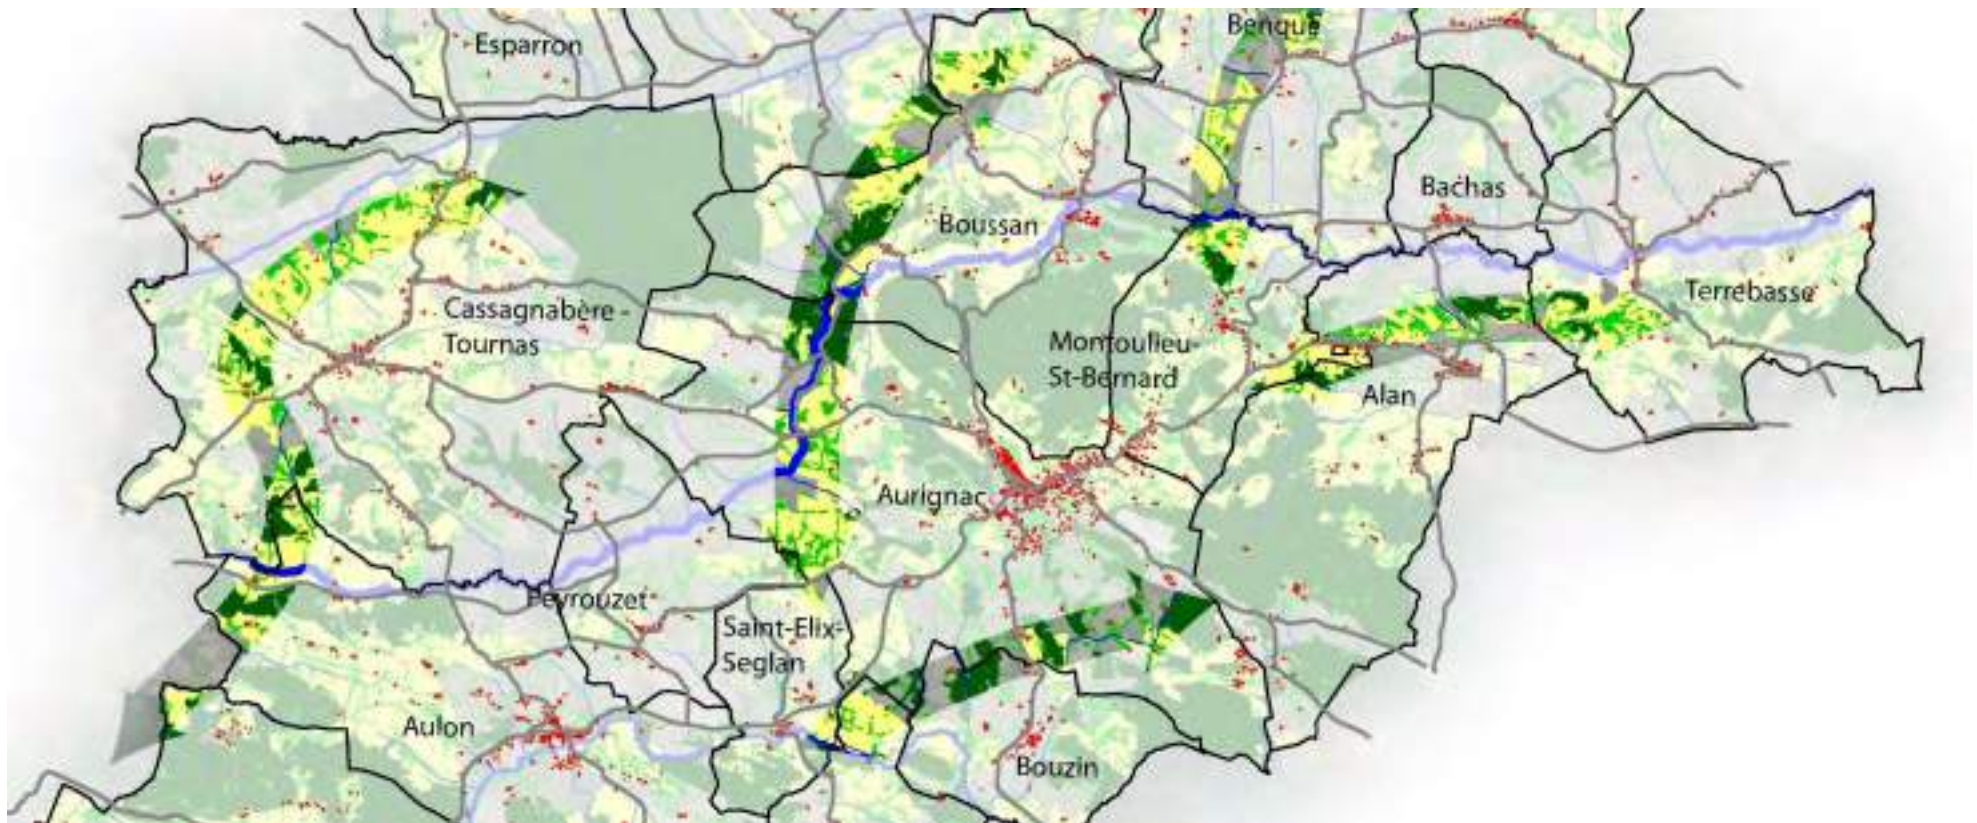 Benque
Esparron
Bachas
Boussan
Terrebasse
Cassagnabère -
Tournas
Montoulieu-
St-Bernard
Alan
Aurignac
Peyrouzet
Saint-Elix-
Seglan
Aulon
Bouzin